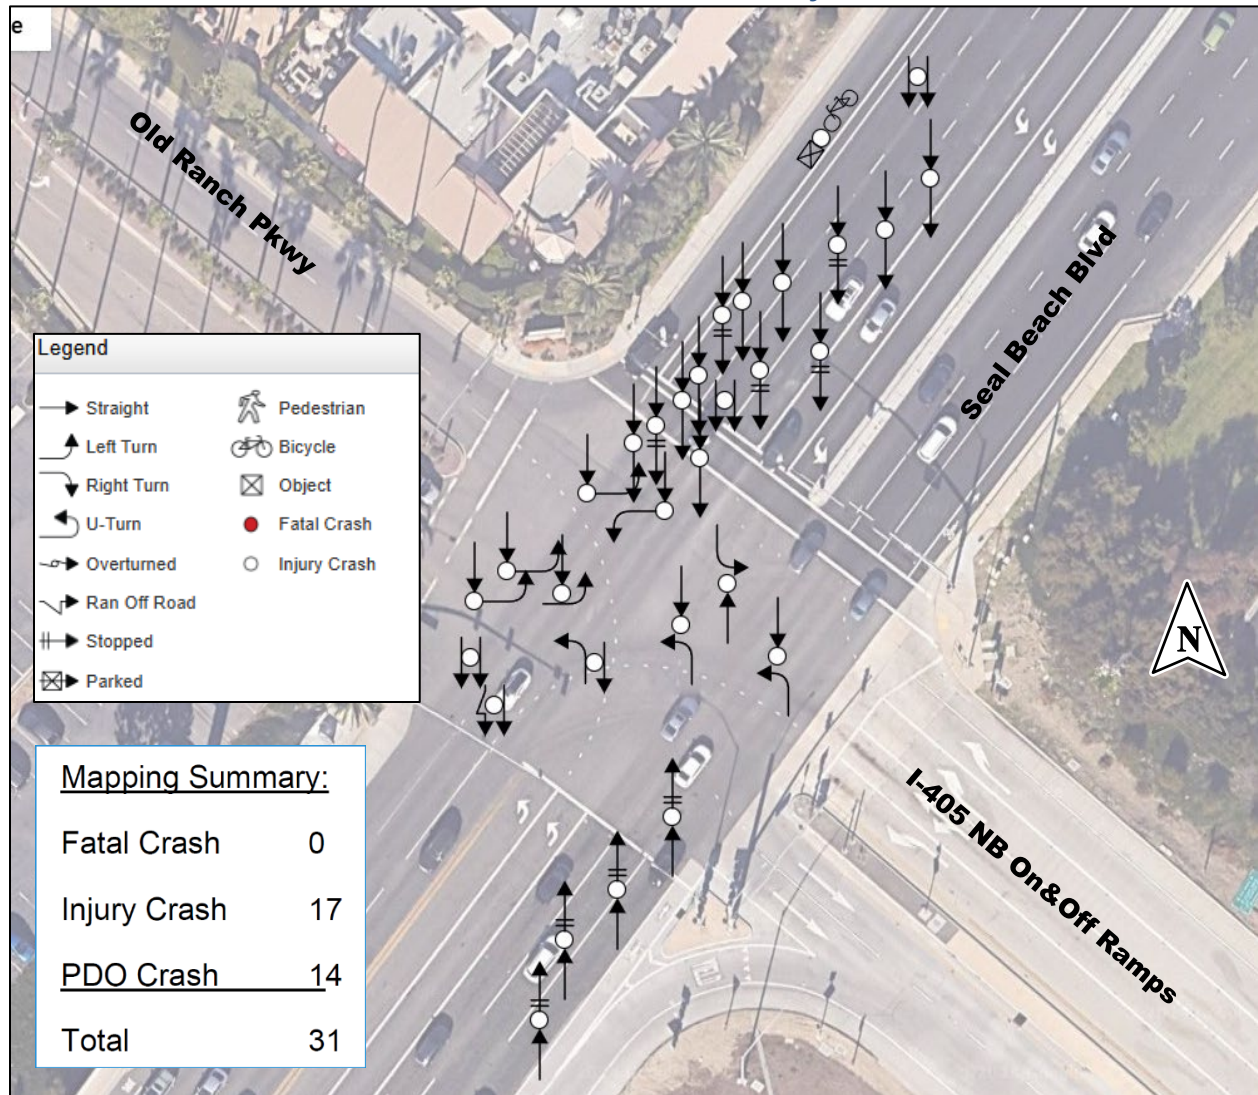 e
Old Ranch Pkwy
Seal Beach Blvd
Legend
Straight
Pedestrian
Left Turn
Bicycle
Right Turn
Object
U-Turn
Fatal Crash
Overturned
Injury Crash
Ran Off Road
Stopped
Parked
N
Mapping Summary:
Fatal Crash 0
Injury Crash 17
PDO Crash 14
Total 31
I-405 NB On&Off Ramps